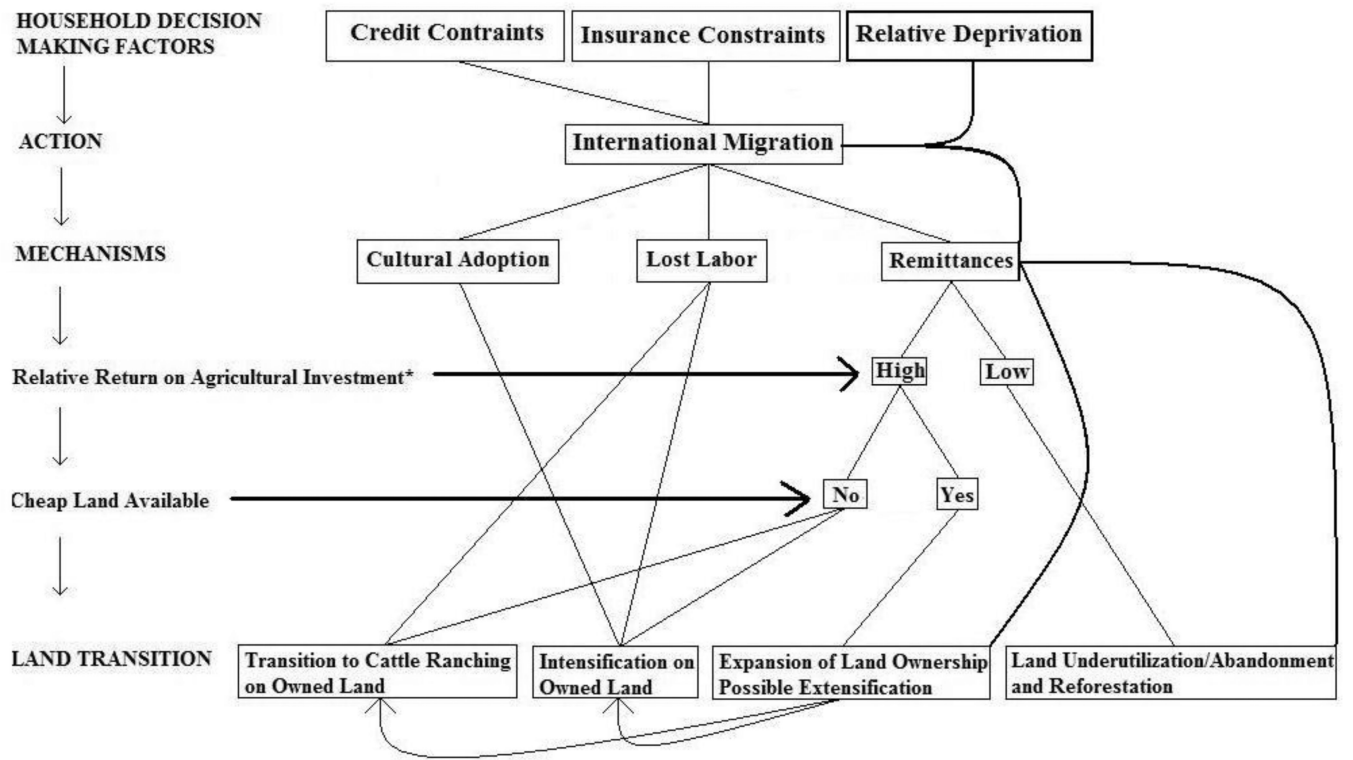 HOUSEHOLD DECISION
MAKING FACTORS
Credit Contraints
Insurance Constraints
Relative Deprivation
ACTION
International Migration
MECHANISMS
Cultural Adoption
Lost Labor
Remittances
Relative Return on Agricultural Investment*
High
Low
Cheap Land Available
No
Yes
LAND TRANSITION
Transition to Cattle Ranching
on Owned Land
Intensification on
Owned Land
Expansion of Land Ownership
Possible Extensification
Land Underutilization/Abandonment
and Reforestation